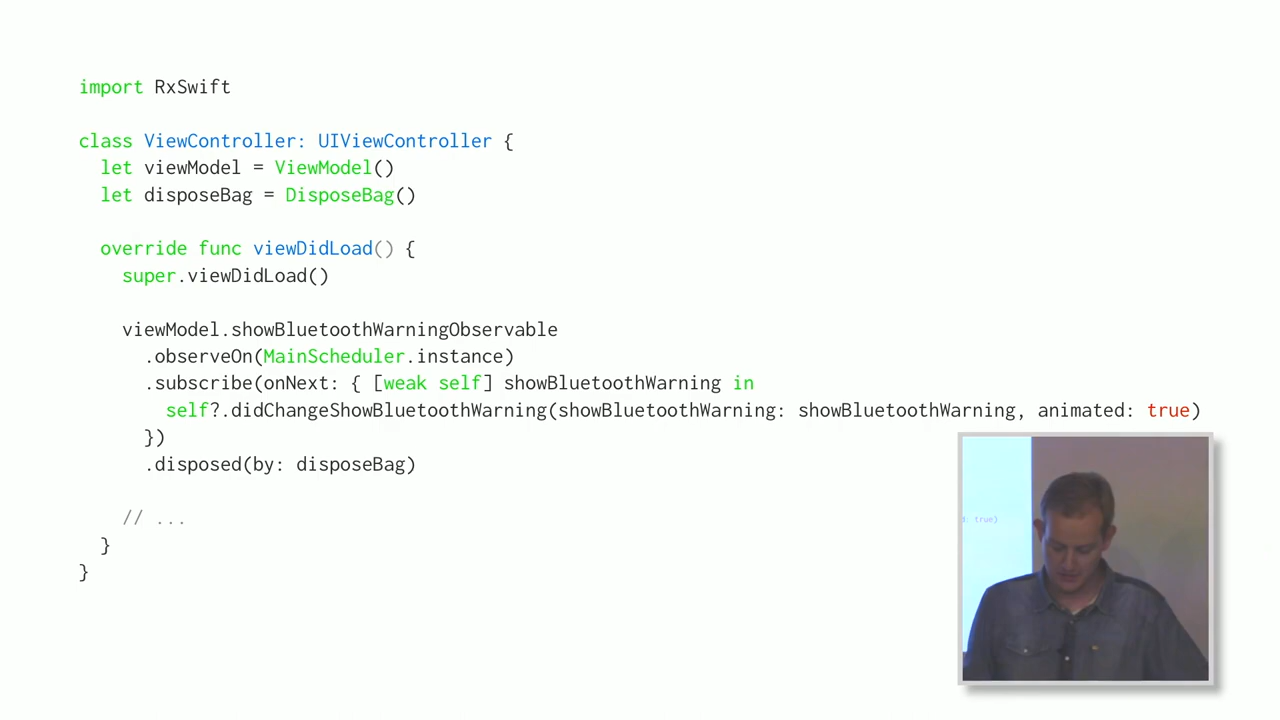 import RxSwift
class ViewController: UIViewController {
let viewModel = ViewModel()
let disposeBag = DisposeBag()
override func viewDidLoad() {
super.viewDidLoad()
viewModel.showBluetoothWarningObservable
.observeOn(MainScheduler.instance)
.subscribe(onNext: { [weak self] showBluetoothWarning in
self?.didChangeShowBluetoothWarning(showBluetoothWarning: showBluetoothWarning, animated: true)
})
.disposed(by: disposeBag)
// ...
}
}
: true)